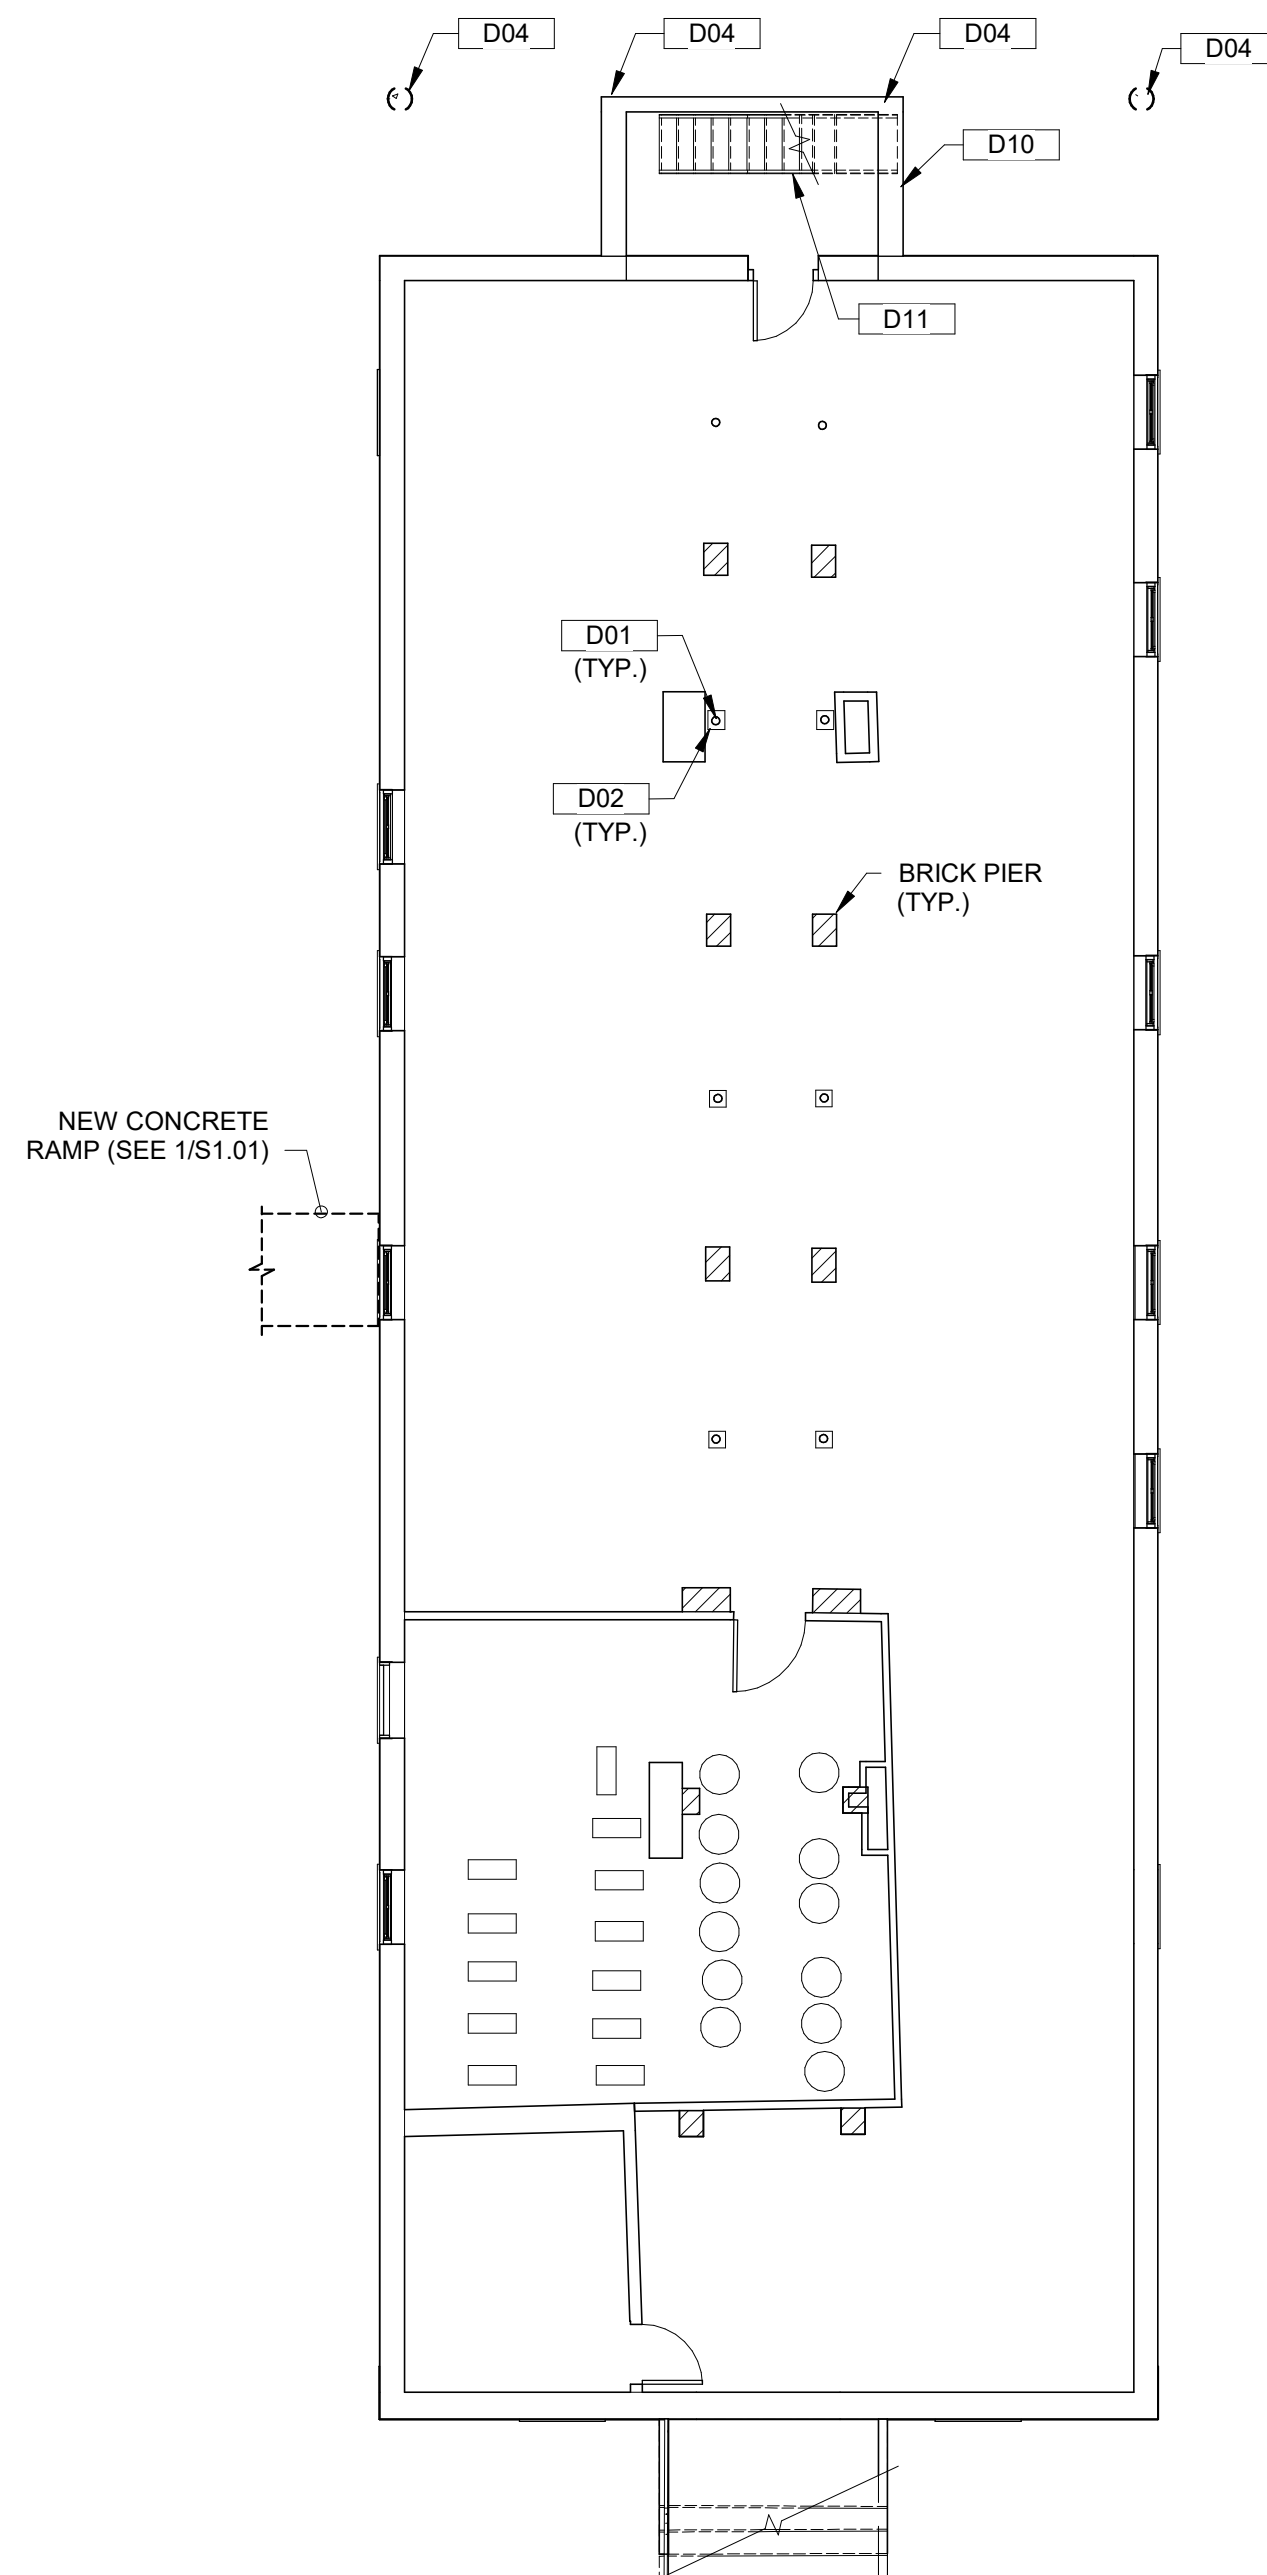 D04
D04
D04
D04
D10
D11
D01
(TYP.)
D02
(TYP.)
BRICK PIER
(TYP.)
NEW CONCRETE
RAMP (SEE 1/S1.01)